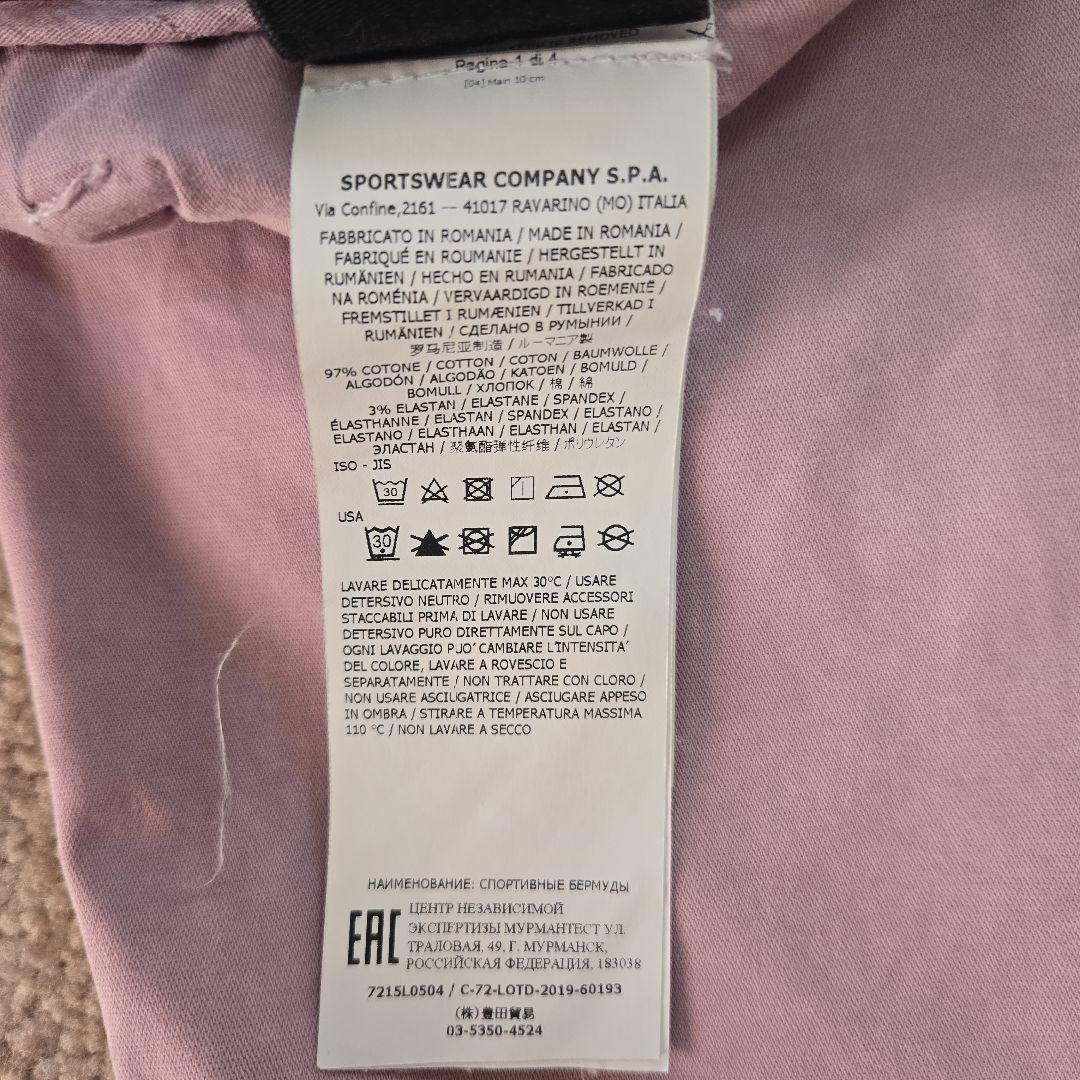 REMOVED
Pagina 1 di 4
[04] Main 10 cm
SPORTSWEAR COMPANY S.P.A.
Via Confine,2161 -- 41017 RAVARINO (MO) ITALIA
FABBRICATO IN ROMANIA / MADE IN ROMANIA /
FABRIQUÉ EN ROUMANIE / HERGESTELLT IN
RUMÄNIEN / HECHO EN RUMANIA / FABRICADO
NA ROMÉNIA / VERVAARDIGD IN ROEMENIË /
FREMSTILLET I RUMÆNIEN / TILLVERKAD I
RUMÄNIEN / СДЕЛАНО В РУМЫНИИ /
罗马尼亚制造 / ルーマニア製
97% COTONE / COTTON / COTON / BAUMWOLLE /
ALGODÓN / ALGODÃO / KATOEN / BOMULD /
BOMULL / ХЛОПОК / 棉 / 綿
3% ELASTAN / ELASTANE / SPANDEX /
ÉLASTHANNE / ELASTAN / SPANDEX / ELASTANO /
ELASTANO / ELASTHAAN / ELASTHAN / ELASTAN /
ЭЛАСТАН / 聚氨酯弹性纤维 / ポリウレタン
ISO - JIS
30
USA
30
LAVARE DELICATAMENTE MAX 30°C / USARE
DETERSIVO NEUTRO / RIMUOVERE ACCESSORI
STACCABILI PRIMA DI LAVARE / NON USARE
DETERSIVO PURO DIRETTAMENTE SUL CAPO /
OGNI LAVAGGIO PUO' CAMBIARE L'INTENSITA'
DEL COLORE, LAVARE A ROVESCIO E
SEPARATAMENTE / NON TRATTARE CON CLORO /
NON USARE ASCIUGATRICE / ASCIUGARE APPESO
IN OMBRA / STIRARE A TEMPERATURA MASSIMA
110 °C / NON LAVARE A SECCO
НАИМЕНОВАНИЕ: СПОРТИВНЫЕ БЕРМУДЫ
EAC
ЦЕНТР НЕЗАВИСИМОЙ
ЭКСПЕРТИЗЫ МУРМАНТЕСТ УЛ.
ТРАЛОВАЯ, 49, Г. МУРМАНСК,
РОССИЙСКАЯ ФЕДЕРАЦИЯ, 183038
7215L0504 / C-72-LOTD-2019-60193
(株)豊田貿易
03-5350-4524